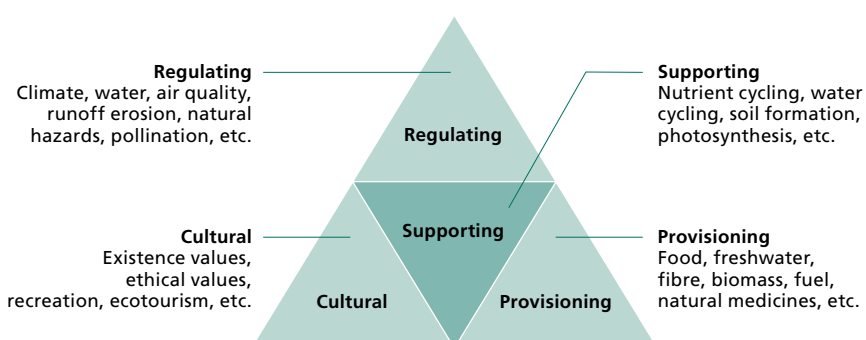 Regulating
Climate, water, air quality,
runoff erosion, natural
hazards, pollination, etc.
Supporting
Nutrient cycling, water
cycling, soil formation,
photosynthesis, etc.
Regulating
Supporting
Cultural
Existence values,
ethical values,
recreation, ecotourism, etc.
Provisioning
Food, freshwater,
fibre, biomass, fuel,
natural medicines, etc.
Cultural
Provisioning